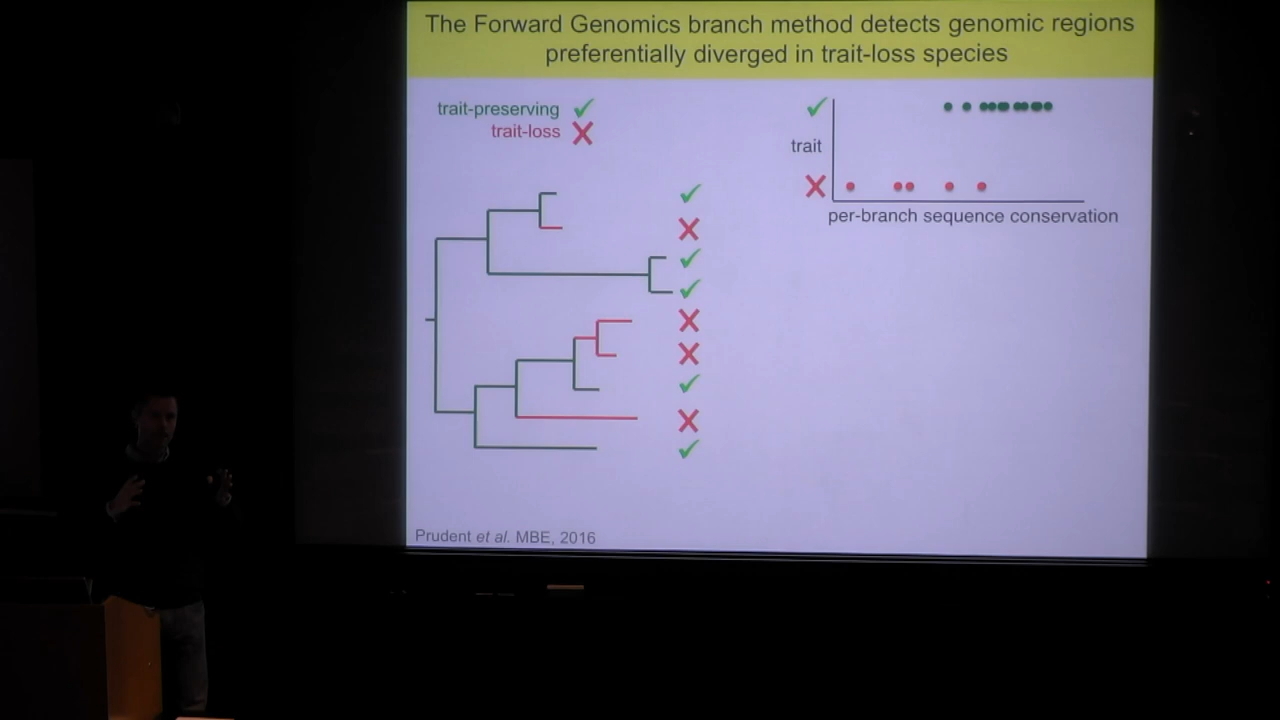 The Forward Genomics branch method detects genomic regions
preferentially diverged in trait-loss species
trait-preserving
trait-loss
trait
per-branch sequence conservation
Prudent et al. MBE, 2016